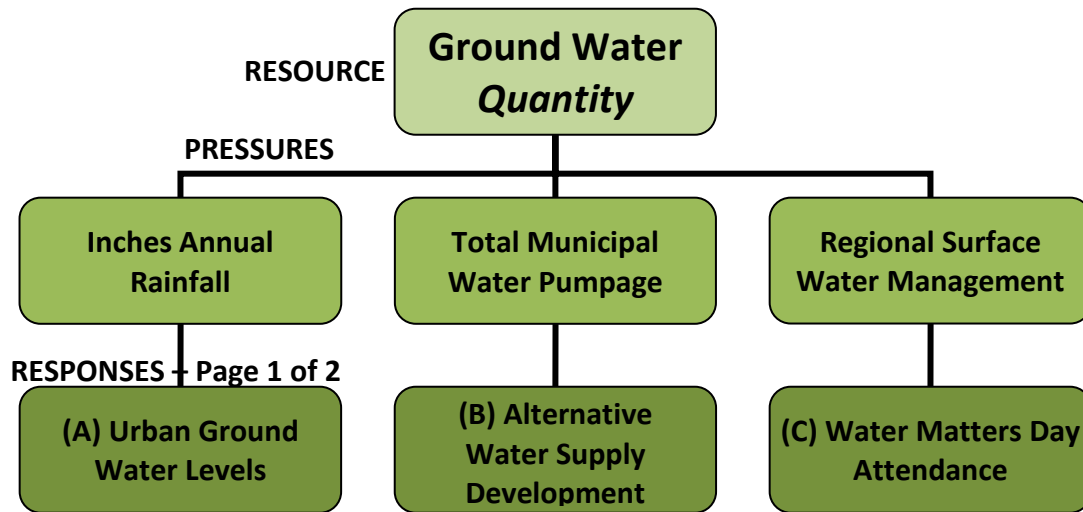 RESOURCE
Ground Water
Quantity
PRESSURES
Inches Annual
Rainfall
Total Municipal
Water Pumpage
Regional Surface
Water Management
RESPONSES – Page 1 of 2
(A) Urban Ground
Water Levels
(B) Alternative
Water Supply
Development
(C) Water Matters Day
Attendance